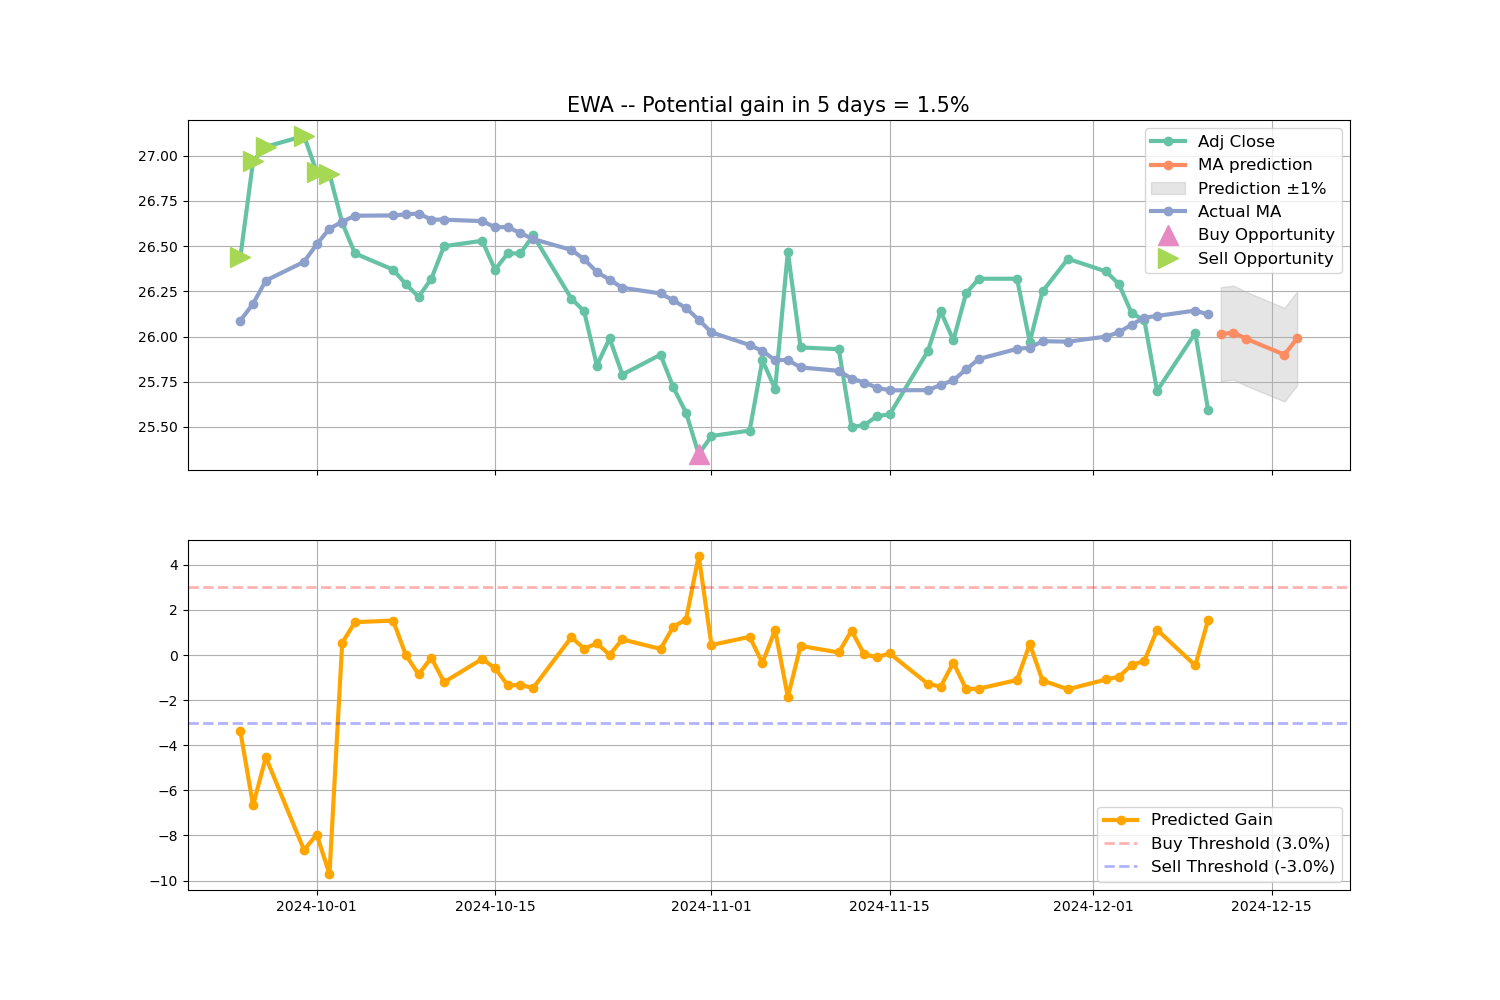 EWA -- Potential gain in 5 days = 1.5%
27.00
26.75
26.50
26.25
26.00
25.75
25.50
Adj Close
MA prediction
Prediction ±1%
Actual MA
Buy Opportunity
Sell Opportunity
4
2
0
−2
−4
−6
−8
−10
Predicted Gain
Buy Threshold (3.0%)
Sell Threshold (-3.0%)
2024-10-01
2024-10-15
2024-11-01
2024-11-15
2024-12-01
2024-12-15